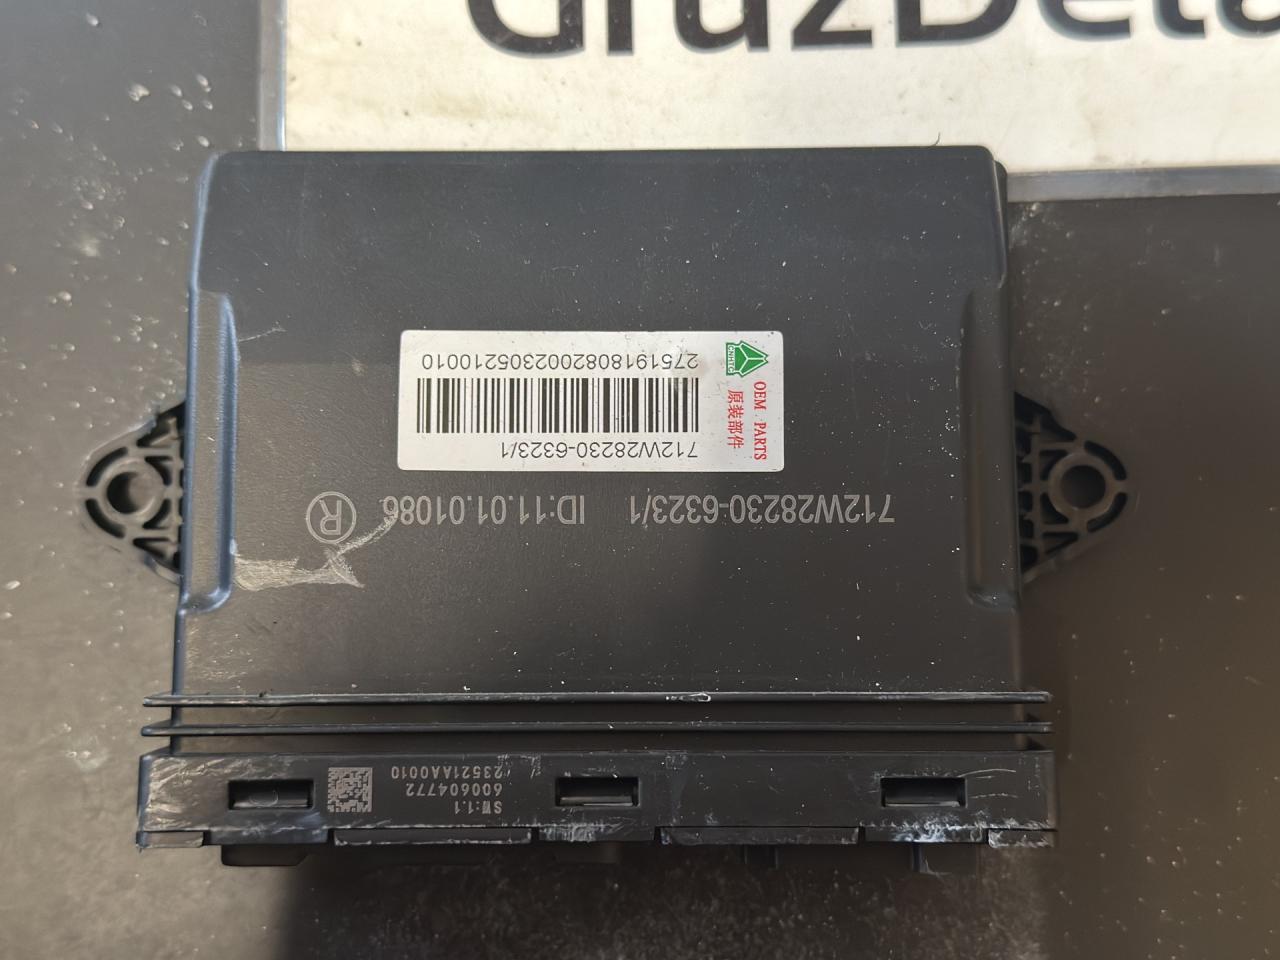 GruzDeta
SW:1.1
600604772
23521AA0010
712W28230-6323/1 ID:11.01.01086 ®
712W28230-6323/1
2751918082002305210010
CNHTC
OEM PARTS
原装部件